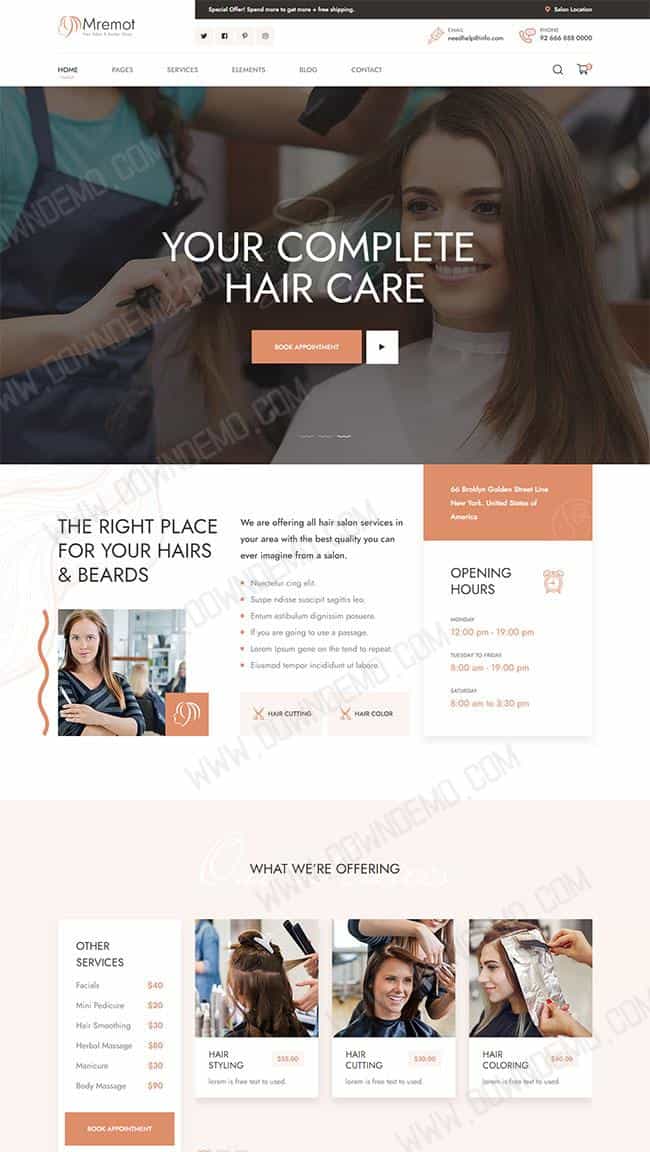 Special Offer! Spend more to get more + free shipping.
Salon Location
Mremot
Hair Salon & Barber Shop
EMAIL
needhelp@info.com
PHONE
92 666 888 0000
HOME
PAGES
SERVICES
ELEMENTS
BLOG
CONTACT
YOUR COMPLETE
HAIR CARE
BOOK APPOINTMENT
66 Broklyn Golden Street Line
New York. United States of
America
THE RIGHT PLACE
FOR YOUR HAIRS
& BEARDS
We are offering all hair salon services in
your area with the best quality you can
ever imagine from a salon.
Nunctetur cing elit.
Suspe ndisse suscipit sagittis leo.
Entum estibulum dignissim posuere.
If you are going to use a passage.
Lorem Ipsum gene on the tend to repeat.
Eiusmod tempor incididunt ut labore.
HAIR CUTTING
HAIR COLOR
OPENING
HOURS
MONDAY
12:00 pm - 19:00 pm
TUESDAY TO FRIDAY
8:00 am - 19:00 pm
SATURDAY
8:00 am to 3:30 pm
WHAT WE'RE OFFERING
OTHER
SERVICES
Facials $40
Mini Pedicure $20
Hair Smoothing $30
Herbal Massage $80
Manicure $30
Body Massage $90
BOOK APPOINTMENT
HAIR
STYLING
lorem is free text to used.
HAIR
CUTTING
$30.00
lorem is free text to used.
HAIR
COLORING
lorem is free text to used.
WWW.DOWNDEMO.COM